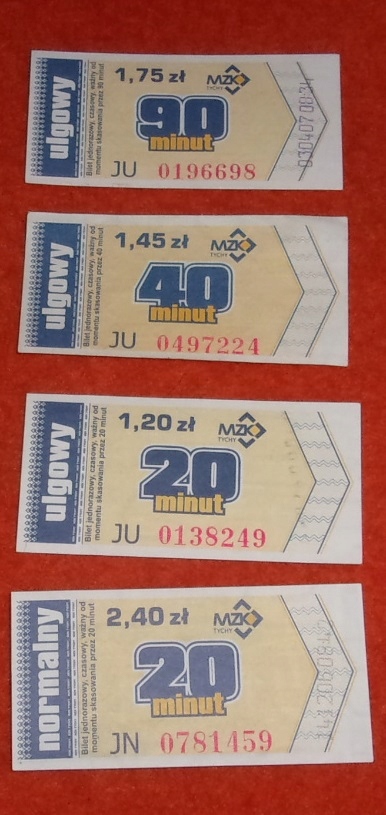 ulgowy
Bilet jednorazowy, czasowy, ważny od
momentu skasowania przez 90 minut
1,75 zł
MZK
TYCHY
90
minut
JU 0196698
ulgowy
Bilet jednorazowy, czasowy, ważny od
momentu skasowania przez 40 minut
1,45 zł
MZK
TYCHY
40
minut
JU 0497224
ulgowy
Bilet jednorazowy, czasowy, ważny od
momentu skasowania przez 20 minut
1,20 zł
MZK
TYCHY
20
minut
JU 0138249
normalny
Bilet jednorazowy, czasowy, ważny od
momentu skasowania przez 20 minut
2,40 zł
MZK
TYCHY
20
minut
JN 0781459